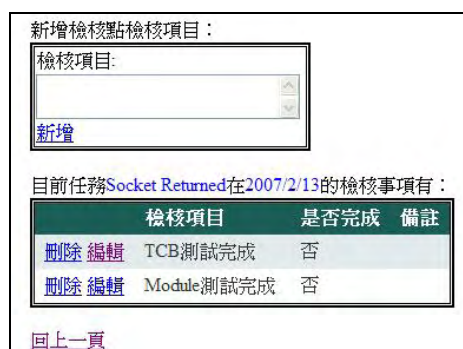 新增檢核點檢核項目：
檢核項目:
新增
目前任務Socket Returned在2007/2/13的檢核事項有：
檢核項目 是否完成 備註
刪除 編輯 TCB測試完成 否
刪除 編輯 Module測試完成 否
回上一頁